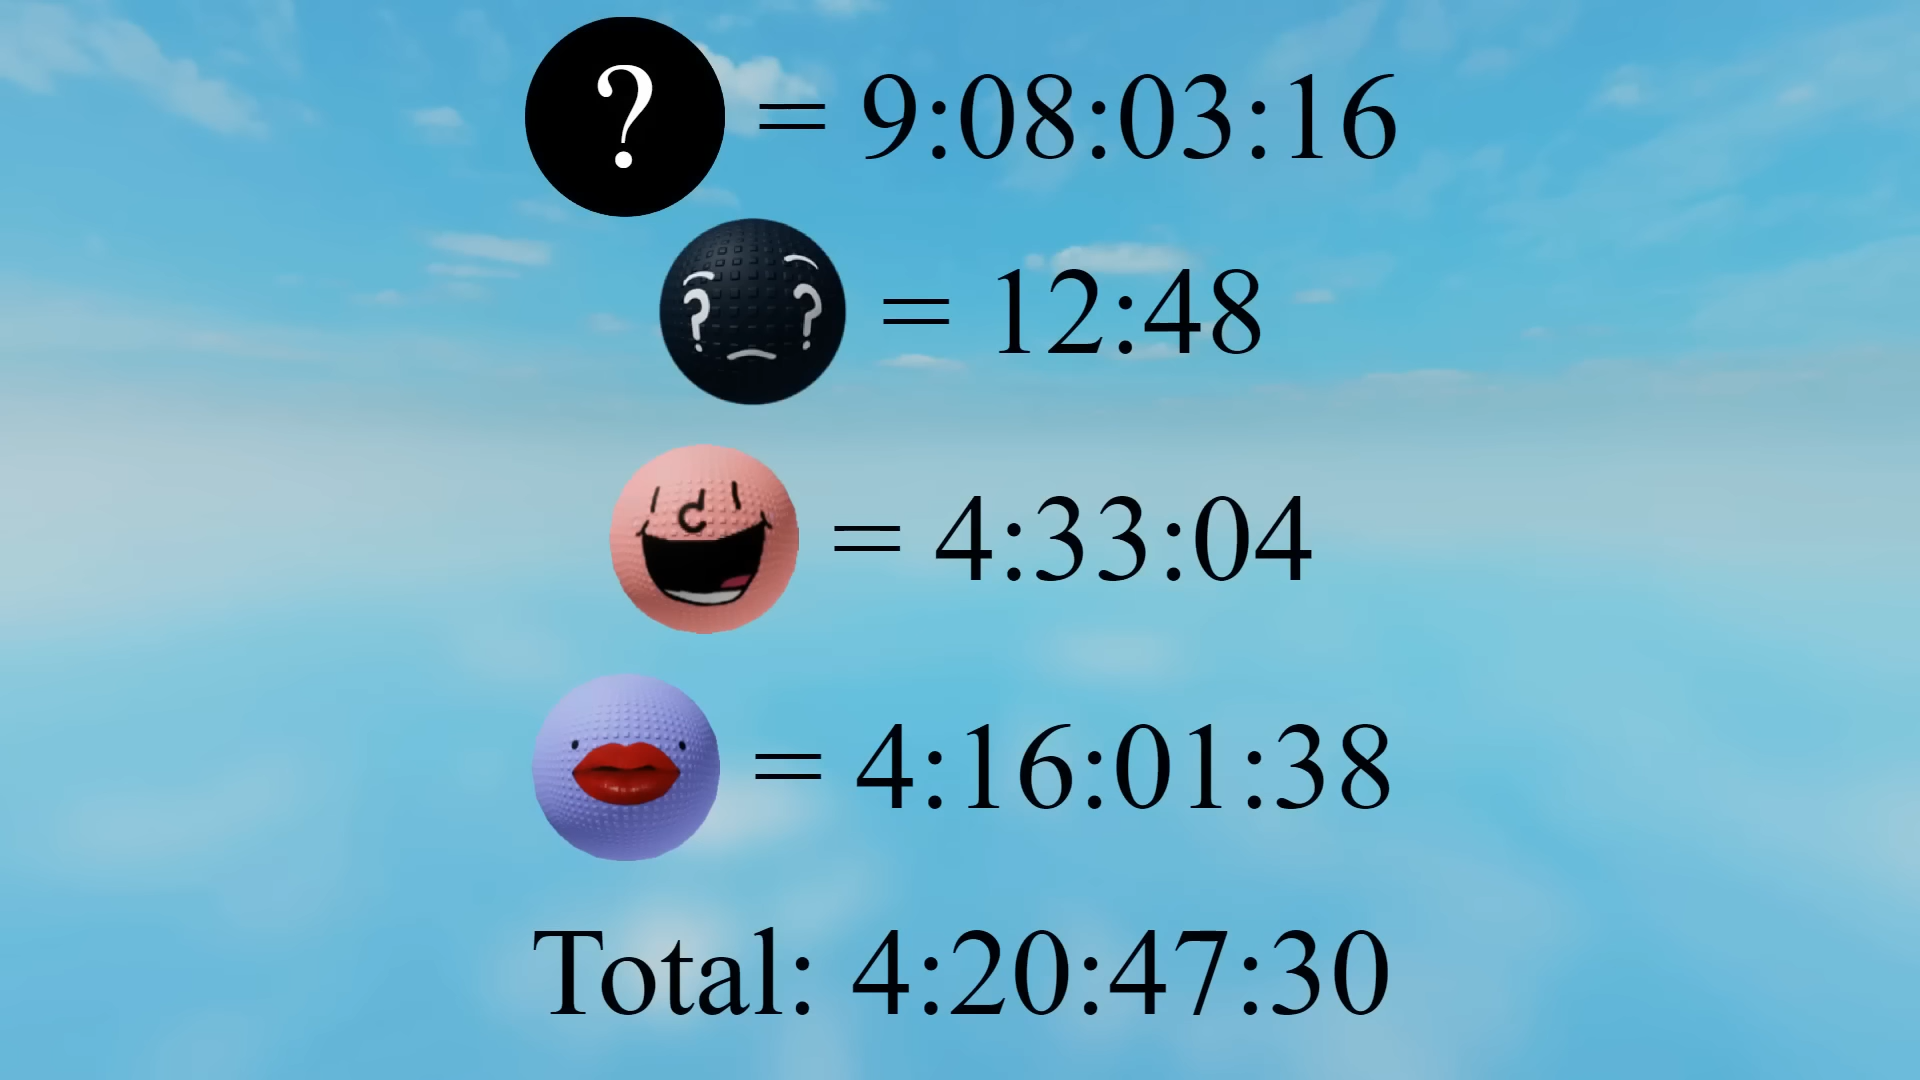 ? = 9:08:03:16
= 12:48
= 4:33:04
= 4:16:01:38
Total: 4:20:47:30